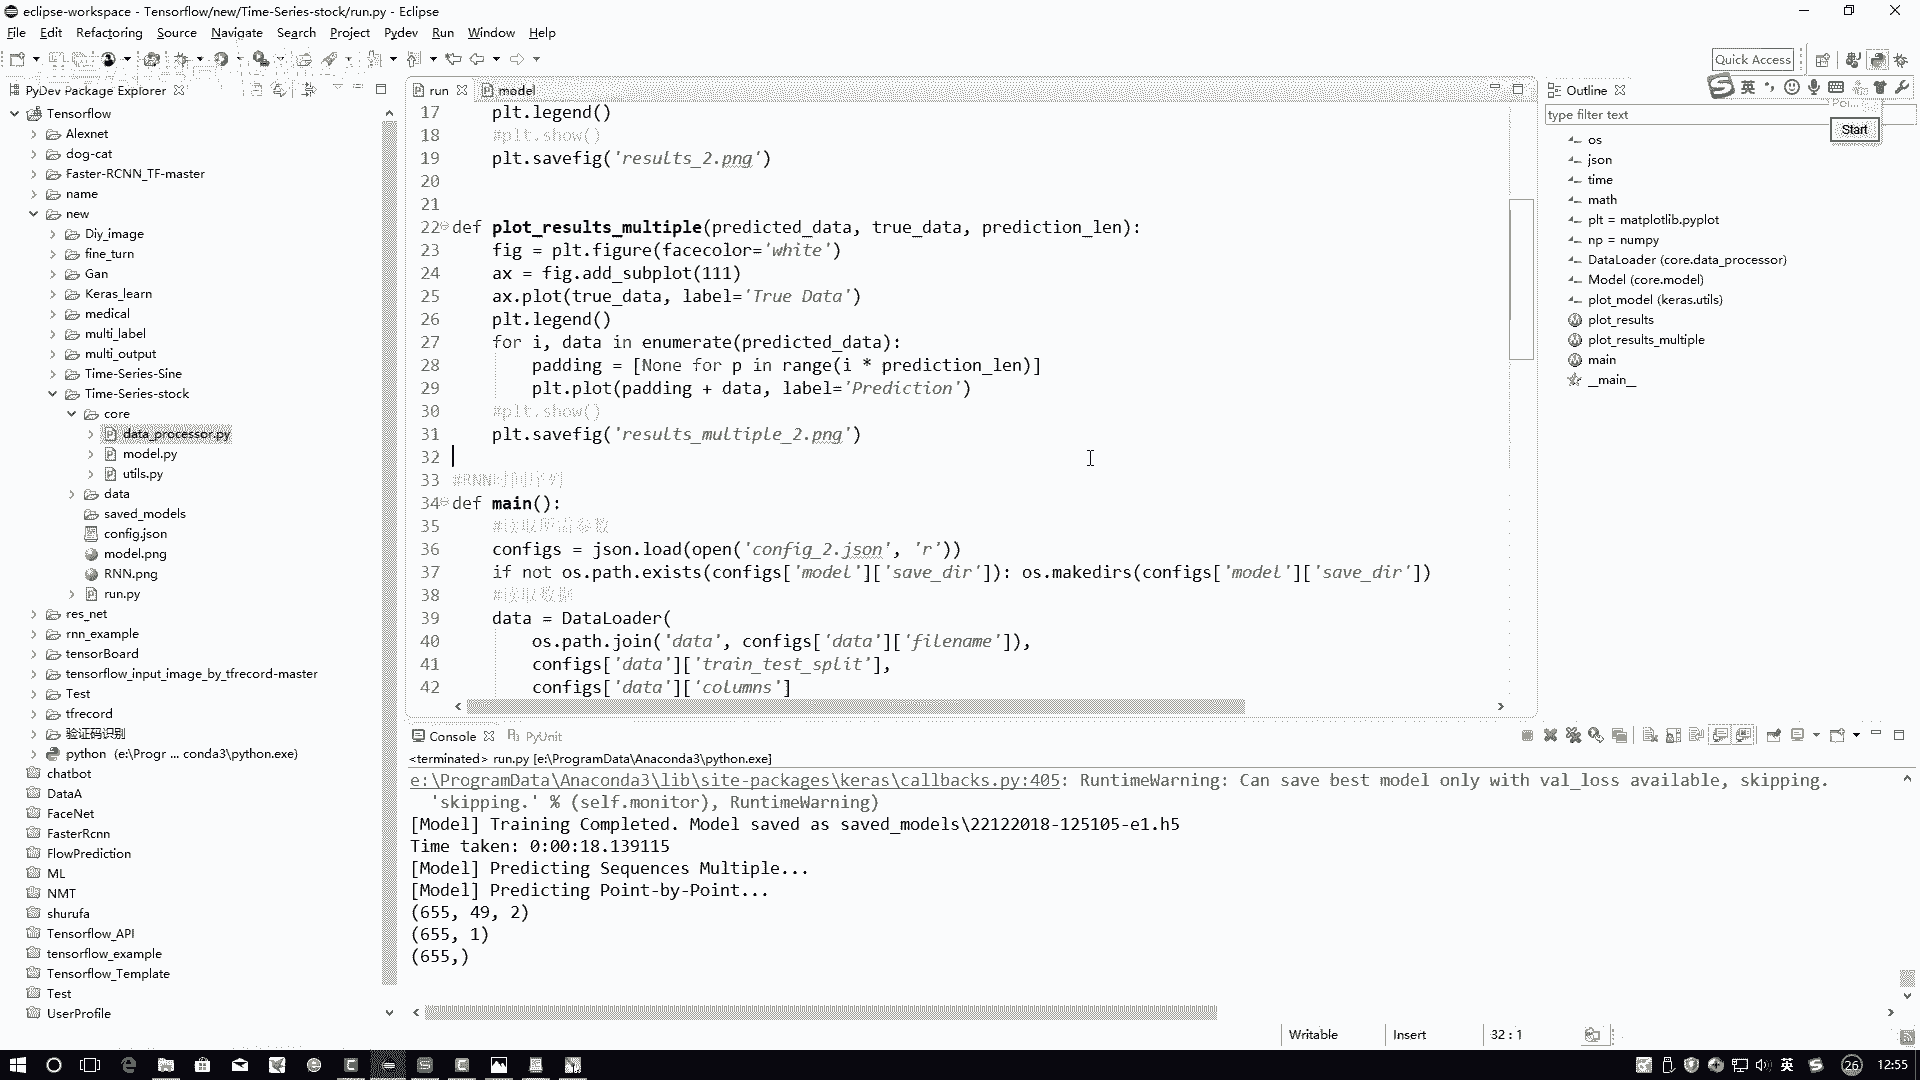 eclipse-workspace - Tensorflow/new/Time-Series-stock/run.py - Eclipse
File Edit Refactoring Source Navigate Search Project Pydev Run Window Help
Quick Access
PyDev Package Explorer
Tensorflow
Alexnet
dog-cat
Faster-RCNN_TF-master
name
new
Diy_image
fine_turn
Gan
Keras_learn
medical
multi_label
multi_output
Time-Series-Sine
Time-Series-stock
core
data_processor.py
model.py
utils.py
data
saved_models
config.json
model.png
RNN.png
run.py
res_net
rnn_example
tensorBoard
tensorflow_input_image_by_tfrecord-master
Test
tfrecord
验证码识别
python (e:\Progr ... conda3\python.exe)
chatbot
DataA
FaceNet
FasterRcnn
FlowPrediction
ML
NMT
shurufa
Tensorflow_API
tensorflow_example
Tensorflow_Template
Test
UserProfile
run model
17 plt.legend()
18 #plt.show()
19 plt.savefig('results_2.png')
20
21
22 def plot_results_multiple(predicted_data, true_data, prediction_len):
23 fig = plt.figure(facecolor='white')
24 ax = fig.add_subplot(111)
25 ax.plot(true_data, label='True Data')
26 plt.legend()
27 for i, data in enumerate(predicted_data):
28 padding = [None for p in range(i * prediction_len)]
29 plt.plot(padding + data, label='Prediction')
30 #plt.show()
31 plt.savefig('results_multiple_2.png')
32
33 #RNN时间序列
34 def main():
35 #读取所需参数
36 configs = json.load(open('config_2.json', 'r'))
37 if not os.path.exists(configs['model']['save_dir']): os.makedirs(configs['model']['save_dir'])
38 #读取数据
39 data = DataLoader(
40 os.path.join('data', configs['data']['filename']),
41 configs['data']['train_test_split'],
42 configs['data']['columns']
Outline
英
type filter text
Start
os
json
time
math
plt = matplotlib.pyplot
np = numpy
DataLoader (core.data_processor)
Model (core.model)
plot_model (keras.utils)
plot_results
plot_results_multiple
main
__main__
Console PyUnit
<terminated> run.py [e:\ProgramData\Anaconda3\python.exe]
e:\ProgramData\Anaconda3\lib\site-packages\keras\callbacks.py:405: RuntimeWarning: Can save best model only with val_loss available, skipping.
'skipping.' % (self.monitor), RuntimeWarning)
[Model] Training Completed. Model saved as saved_models\22122018-125105-e1.h5
Time taken: 0:00:18.139115
[Model] Predicting Sequences Multiple...
[Model] Predicting Point-by-Point...
(655, 49, 2)
(655, 1)
(655,)
Writable Insert 32 : 1
英 26 12:55